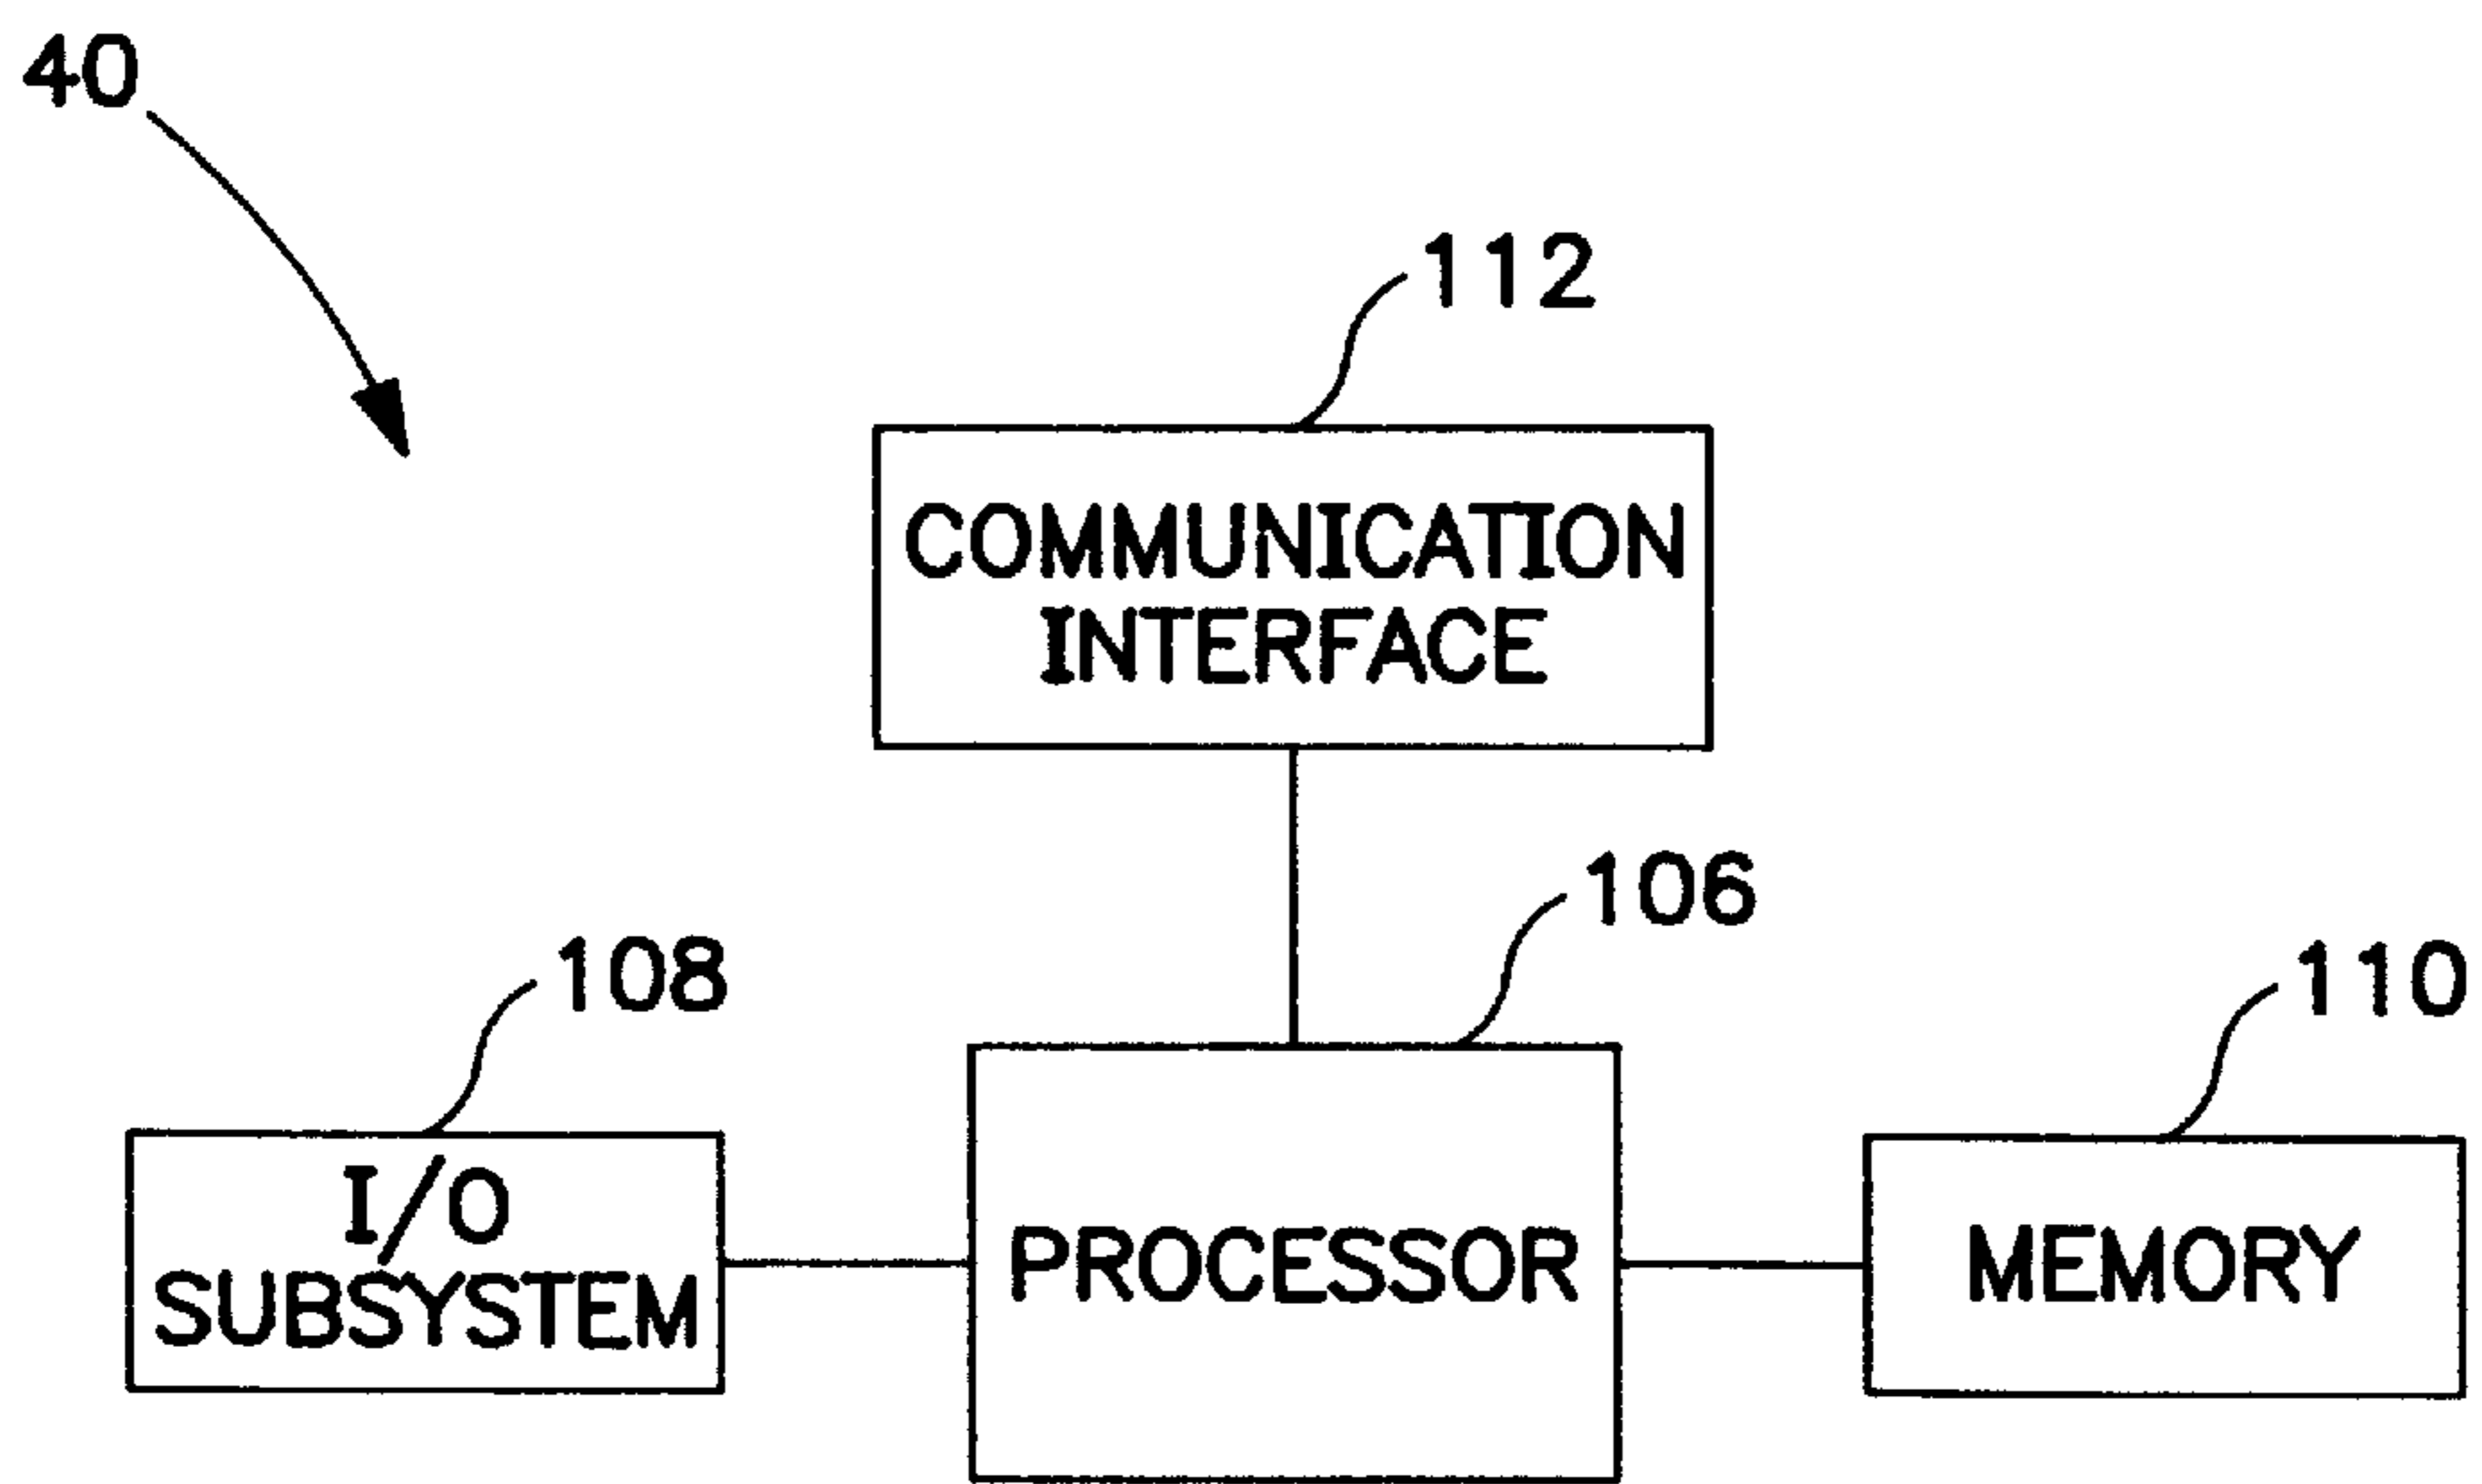 40
112
COMMUNICATION
INTERFACE
106
108
110
I/O
SUBSYSTEM
PROCESSOR
MEMORY